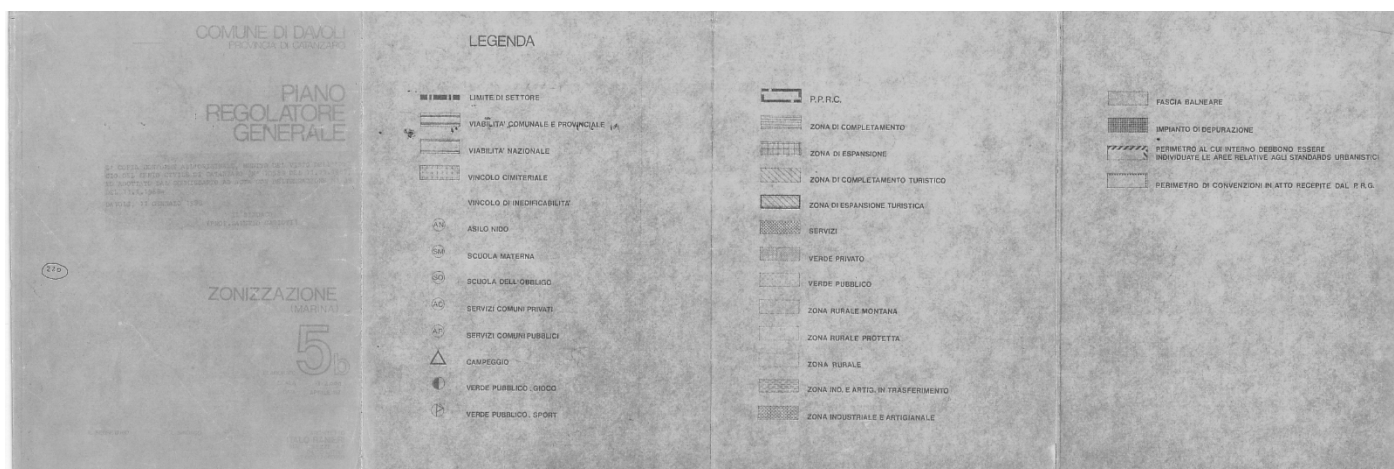 COMUNE DI DAVOLI
PROVINCIA DI CATANZARO
PIANO
REGOLATORE
GENERALE
220
ZONIZZAZIONE
(MARINA)
5b
LEGENDA
LIMITE DI SETTORE
VIABILITA' COMUNALE E PROVINCIALE
VIABILITA' NAZIONALE
VINCOLO CIMITERIALE
VINCOLO DI INEDIFICABILITA'
AN ASILO NIDO
SM SCUOLA MATERNA
SO SCUOLA DELL'OBBLIGO
AC SERVIZI COMUNI PRIVATI
AP SERVIZI COMUNI PUBBLICI
CAMPEGGIO
VERDE PUBBLICO . GIOCO
VERDE PUBBLICO . SPORT
P.P.R.C.
ZONA DI COMPLETAMENTO
ZONA DI ESPANSIONE
ZONA DI COMPLETAMENTO TURISTICO
ZONA DI ESPANSIONE TURISTICA
SERVIZI
VERDE PRIVATO
VERDE PUBBLICO
ZONA RURALE MONTANA
ZONA RURALE PROTETTA
ZONA RURALE
ZONA IND. E ARTIG. IN TRASFERIMENTO
ZONA INDUSTRIALE E ARTIGIANALE
FASCIA BALNEARE
IMPIANTO DI DEPURAZIONE
PERIMETRO AL CUI INTERNO DEBBONO ESSERE
INDIVIDUATE LE AREE RELATIVE AGLI STANDARDS URBANISTICI
PERIMETRO DI CONVENZIONI IN ATTO RECEPITE DAL P.R.G.